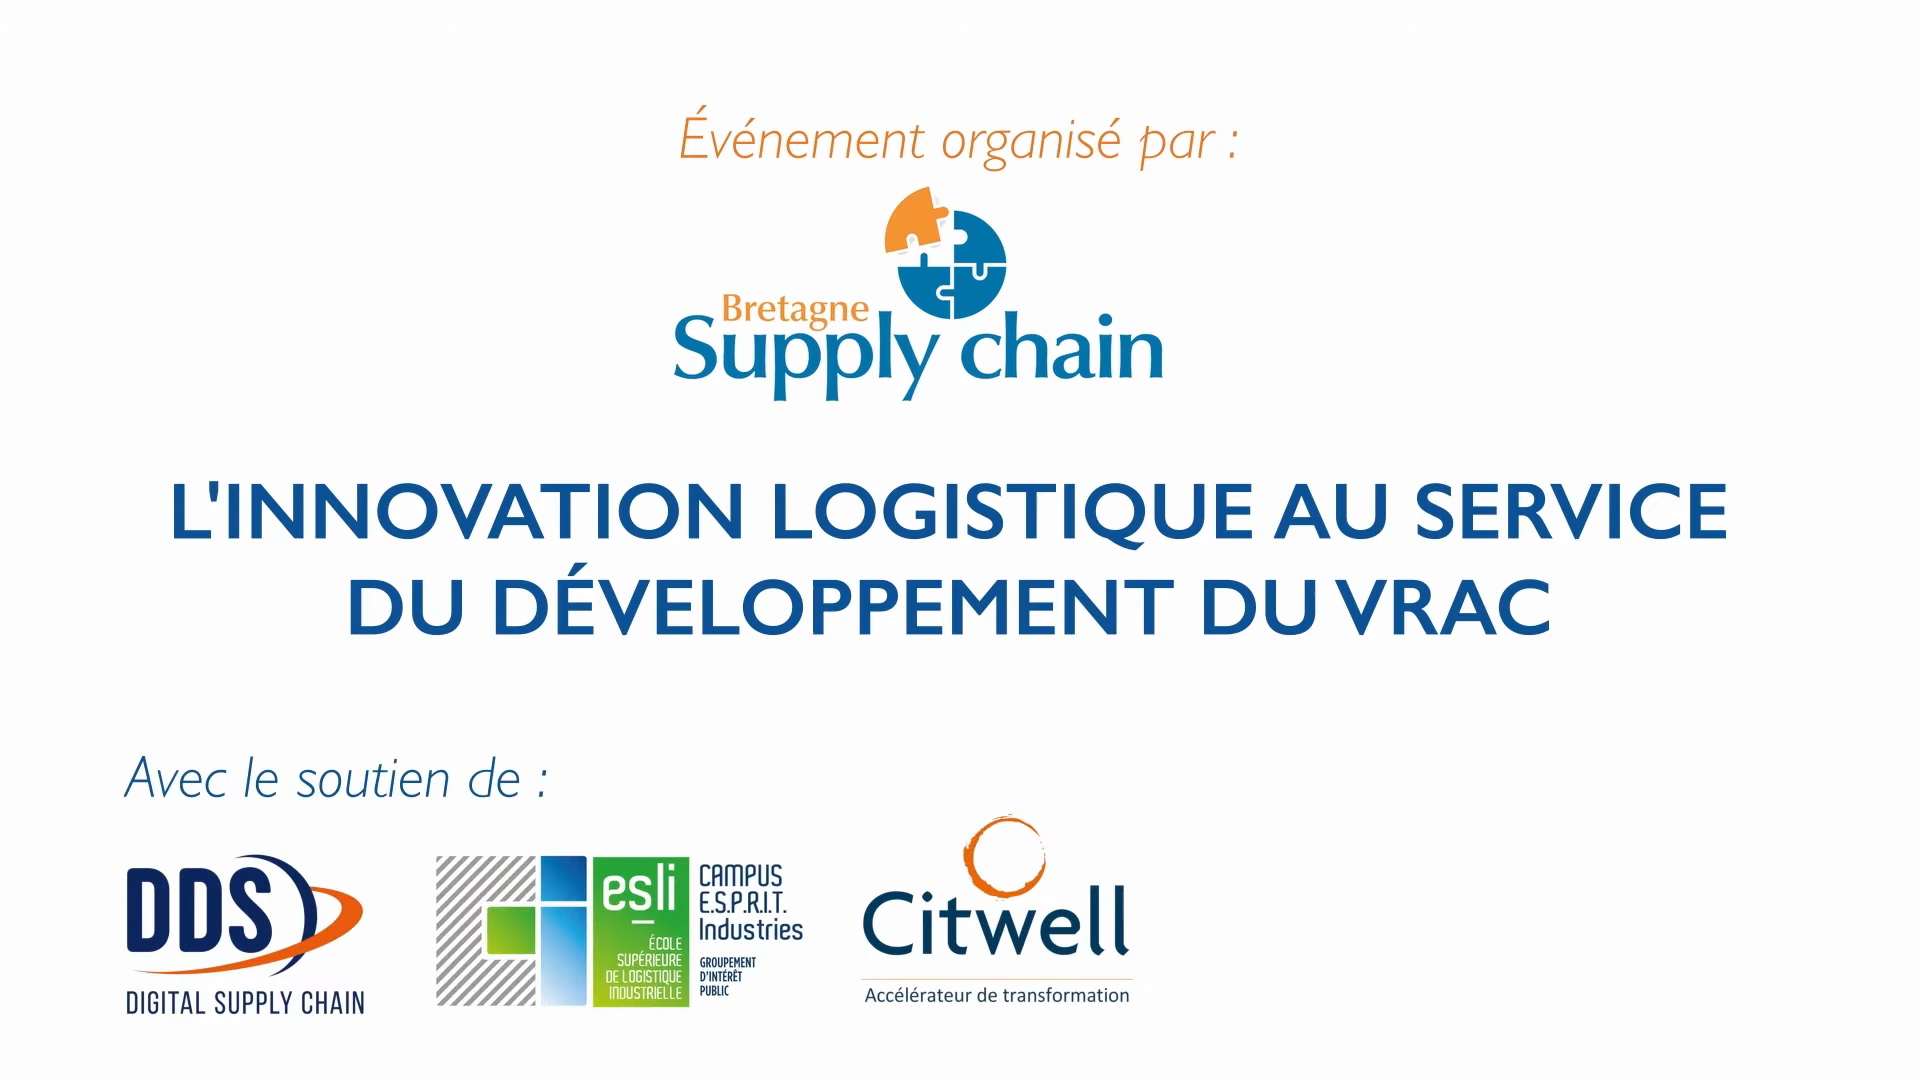 Événement organisé par :
Bretagne
Supply chain
L'INNOVATION LOGISTIQUE AU SERVICE
DU DÉVELOPPEMENT DU VRAC
Avec le soutien de :
DDS
DIGITAL SUPPLY CHAIN
esli
ÉCOLE
SUPÉRIEURE
DE LOGISTIQUE
INDUSTRIELLE
CAMPUS
E.S.P.R.I.T.
Industries
GROUPEMENT
D'INTÉRÊT
PUBLIC
Citwell
Accélérateur de transformation